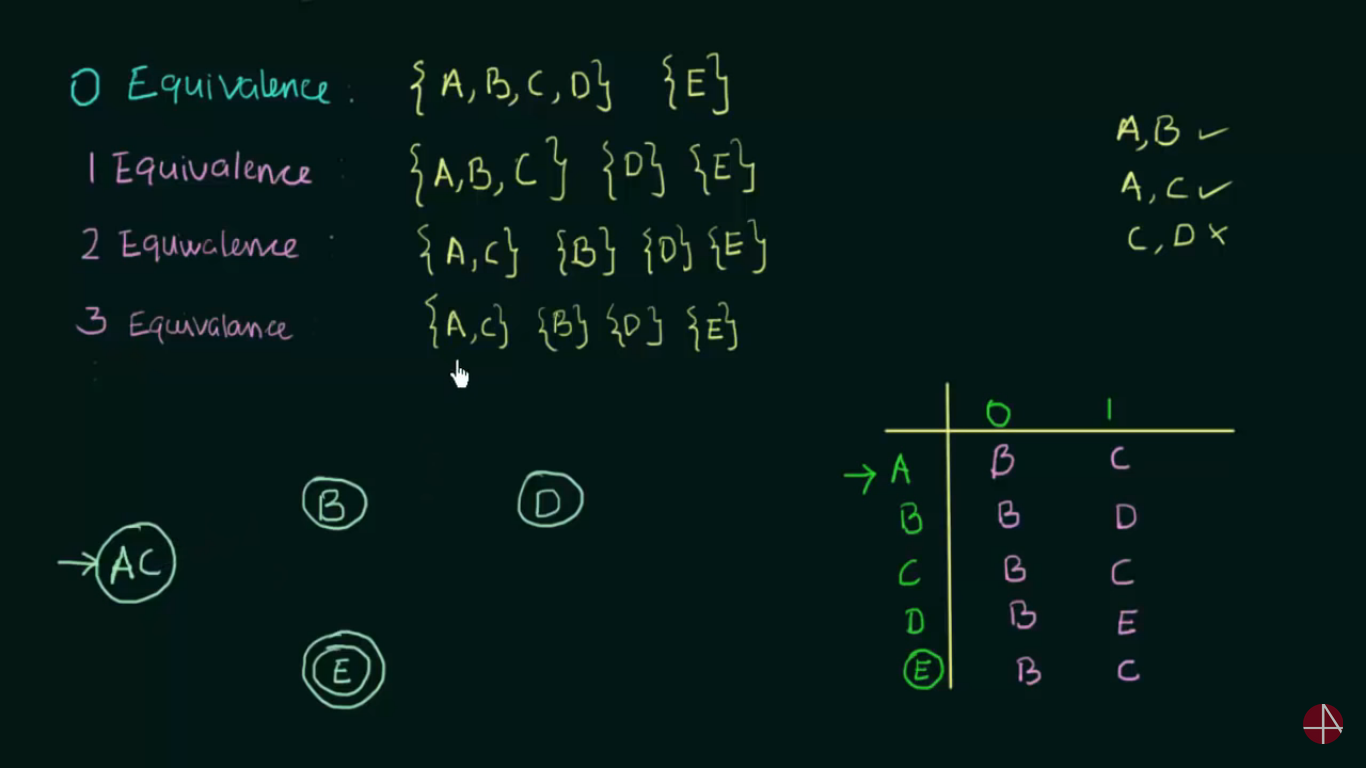 0 Equivalence : {A, B, C, D} {E}
1 Equivalence : {A, B, C} {D} {E}
2 Equivalence : {A, C} {B} {D} {E}
3 Equivalance {A, C} {B} {D} {E}
A, B ✓
A, C ✓
C, D ×
0 1
→ A B C
B B D
C B C
D B E
E B C
B D
→ AC
E